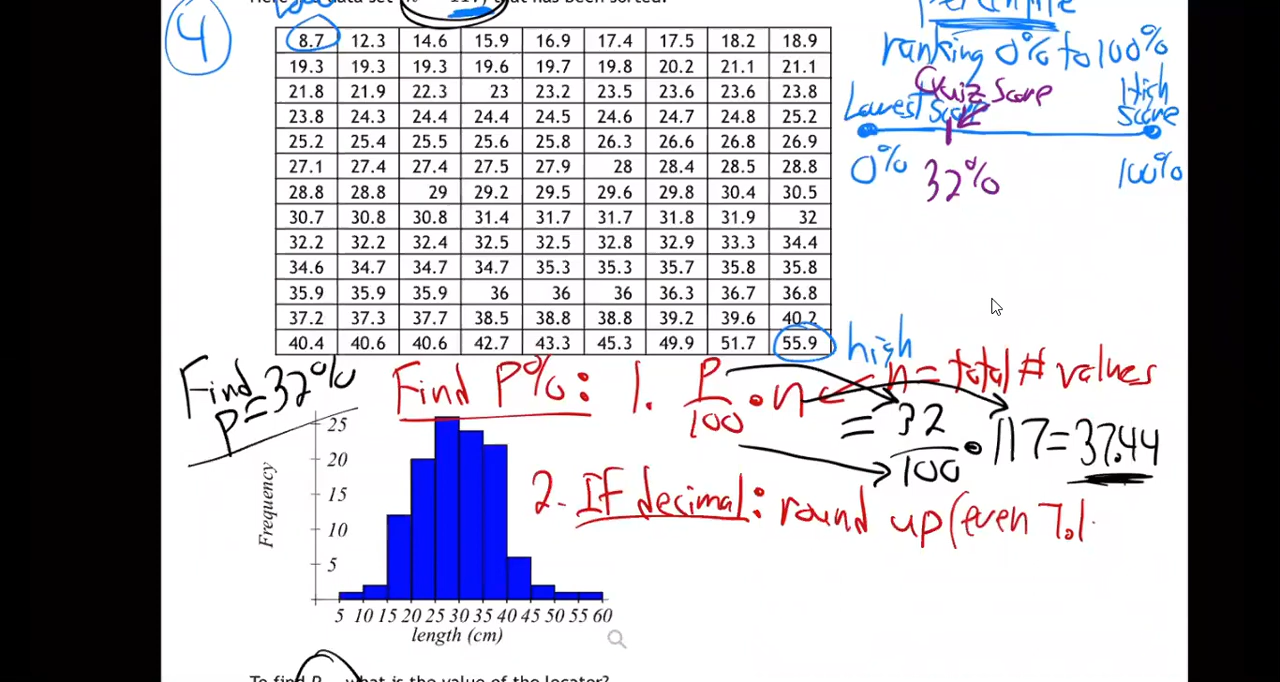 Here is a data set (n = 117) that has been sorted.
4
8.7 12.3 14.6 15.9 16.9 17.4 17.5 18.2 18.9
19.3 19.3 19.3 19.6 19.7 19.8 20.2 21.1 21.1
21.8 21.9 22.3 23 23.2 23.5 23.6 23.6 23.8
23.8 24.3 24.4 24.4 24.5 24.6 24.7 24.8 25.2
25.2 25.4 25.5 25.6 25.8 26.3 26.6 26.8 26.9
27.1 27.4 27.4 27.5 27.9 28 28.4 28.5 28.8
28.8 28.8 29 29.2 29.5 29.6 29.8 30.4 30.5
30.7 30.8 30.8 31.4 31.7 31.7 31.8 31.9 32
32.2 32.2 32.4 32.5 32.5 32.8 32.9 33.3 34.4
34.6 34.7 34.7 34.7 35.3 35.3 35.7 35.8 35.8
35.9 35.9 35.9 36 36 36 36.3 36.7 36.8
37.2 37.3 37.7 38.5 38.8 38.8 39.2 39.6 40.2
40.4 40.6 40.6 42.7 43.3 45.3 49.9 51.7 55.9
Percentile
ranking 0% to 100%
Quiz Score
Lowest Score
High Score
0% 32% 100%
high
Find P=32%
Find P%: 1. P/100 • n
n = total # values
= 32/100 • 117 = 37.44
2. If decimal: round up (even 7.1
Frequency
25
20
15
10
5
5 10 15 20 25 30 35 40 45 50 55 60
length (cm)
what is the value of the locator?